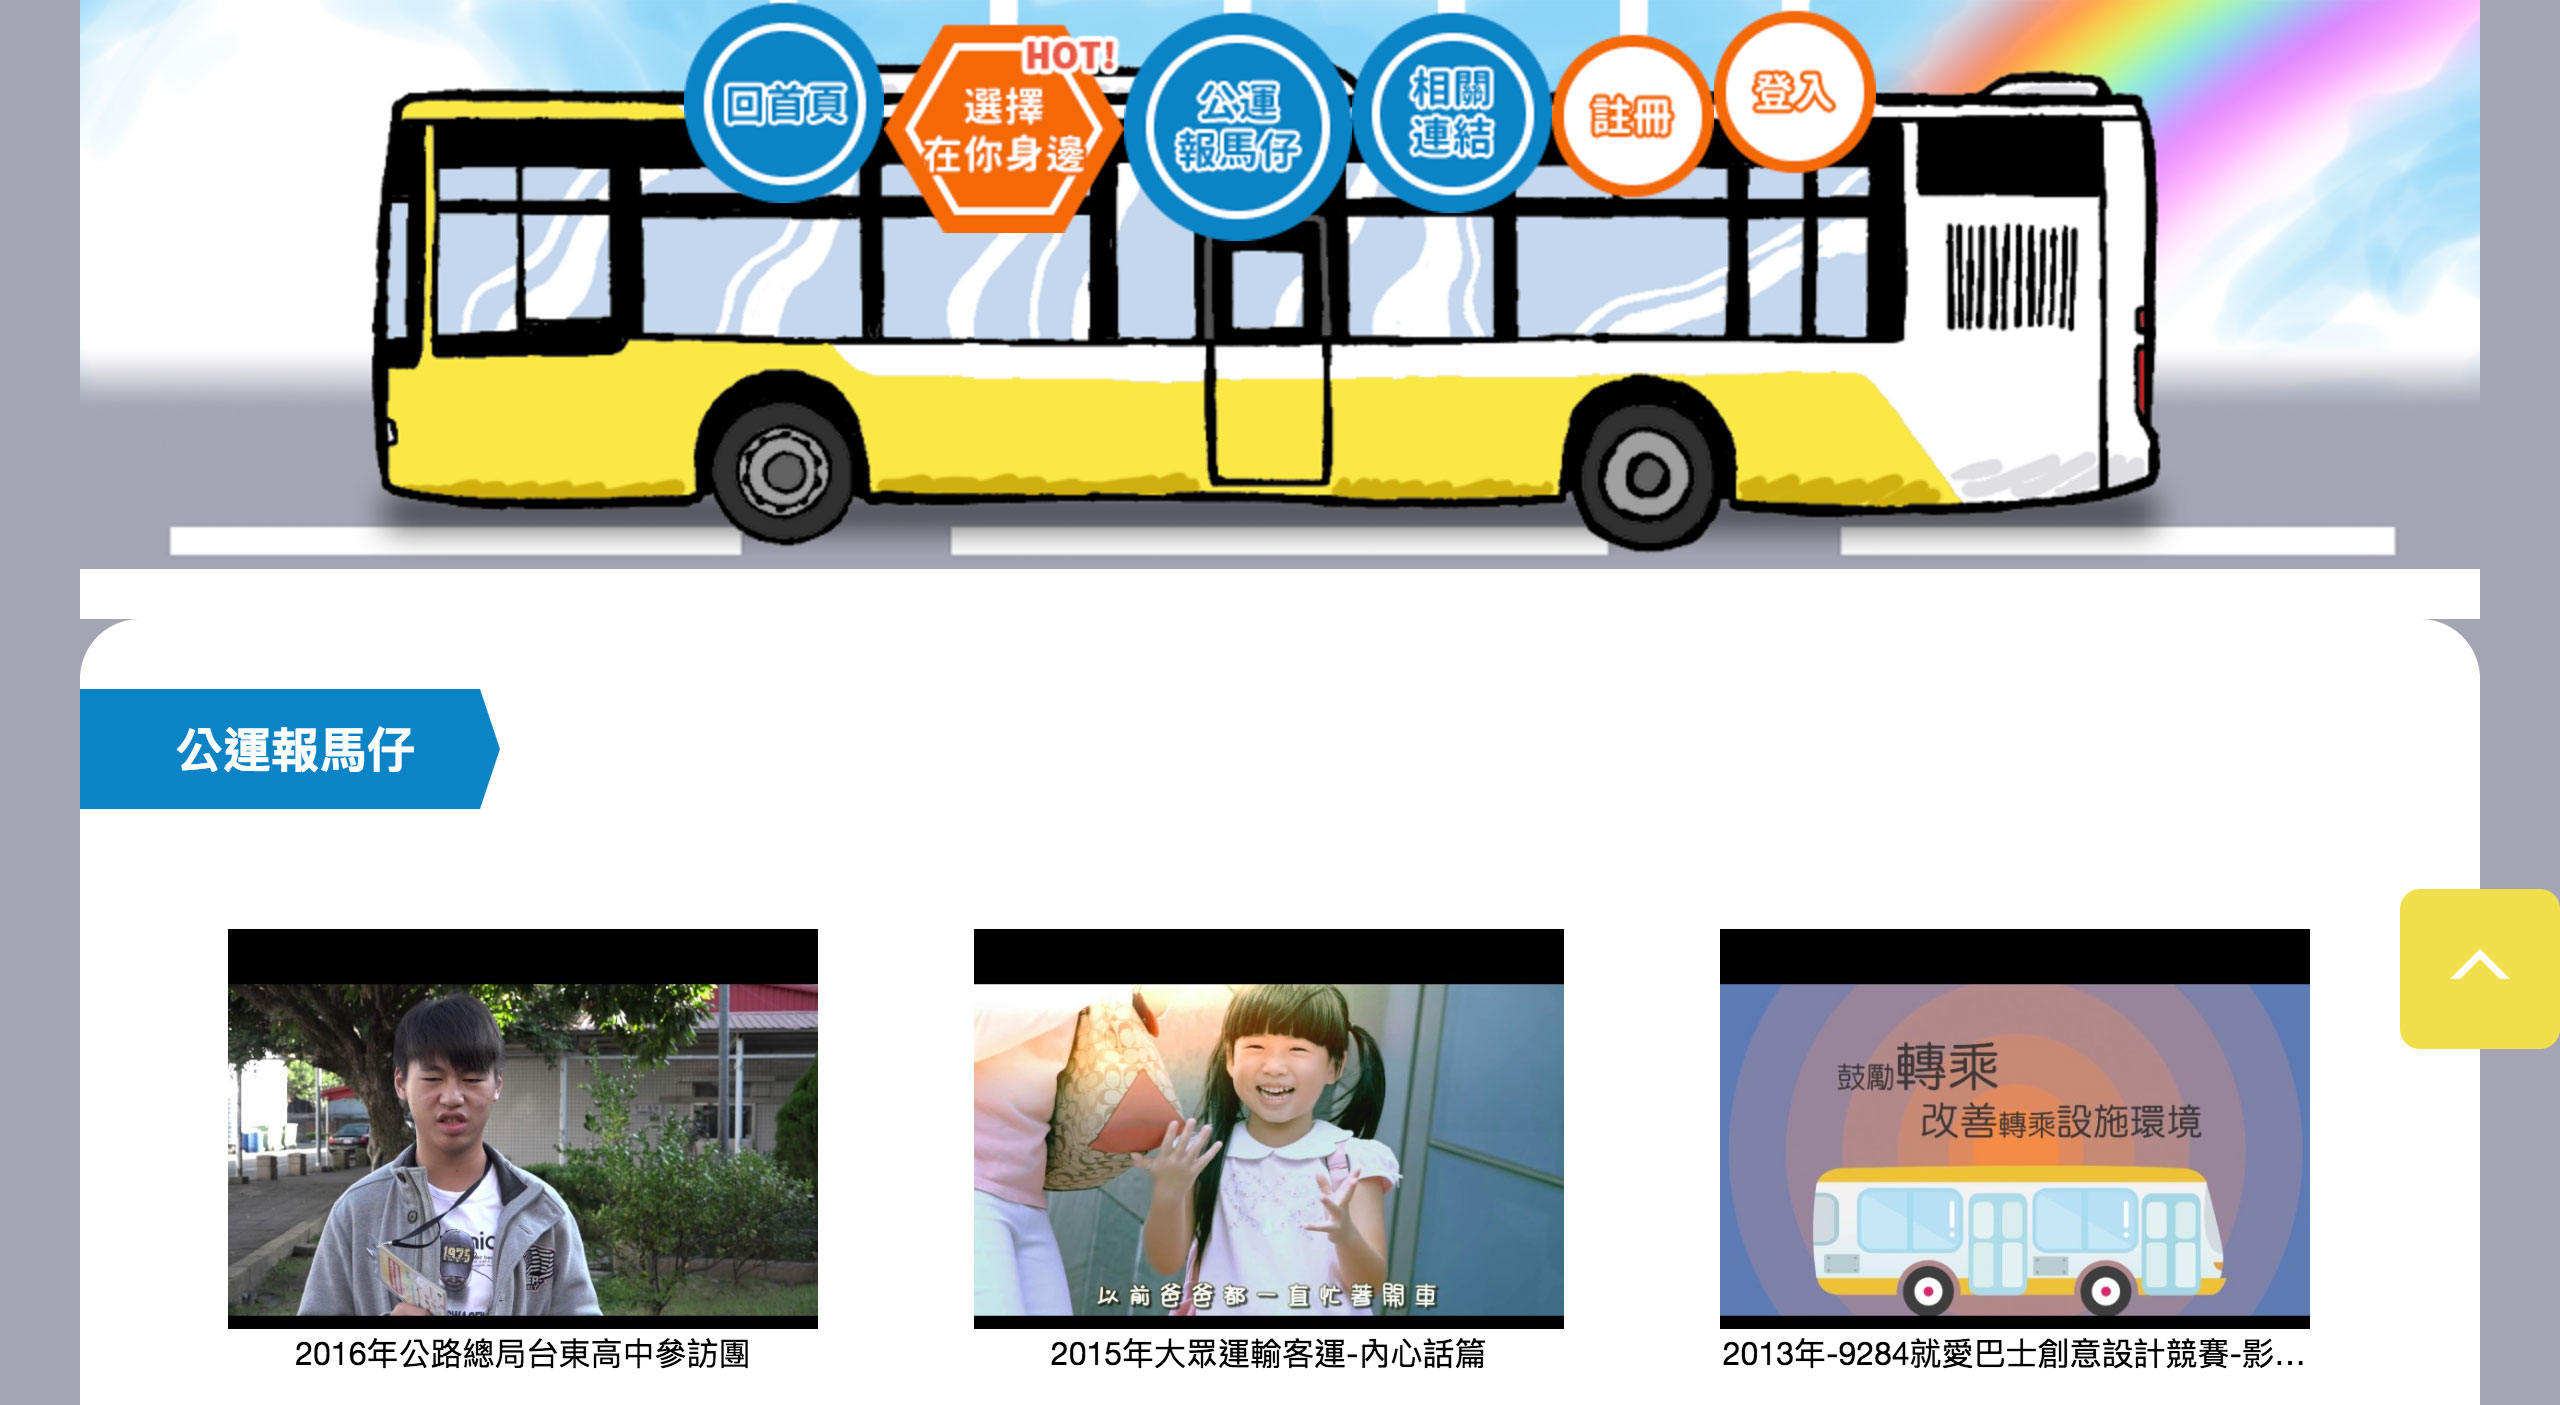 回首頁
HOT!
選擇
在你身邊
公運
報馬仔
相關
連結
註冊
登入
公運報馬仔
1975
鼓勵轉乘
改善轉乘設施環境
以前爸爸都一直忙著開車
2016年公路總局台東高中參訪團
2015年大眾運輸客運-內心話篇
2013年-9284就愛巴士創意設計競賽-影...